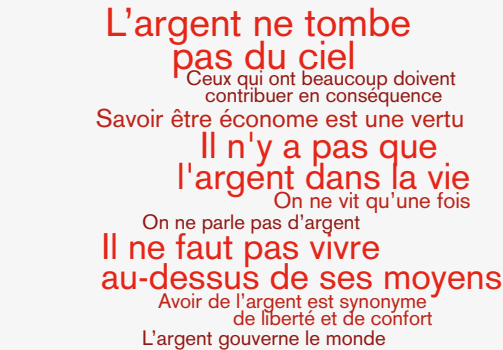 L’argent ne tombe
pas du ciel
Ceux qui ont beaucoup doivent
contribuer en conséquence
Savoir être économe est une vertu
Il n'y a pas que
l'argent dans la vie
On ne vit qu’une fois
On ne parle pas d’argent
Il ne faut pas vivre
au-dessus de ses moyens
Avoir de l’argent est synonyme
de liberté et de confort
L’argent gouverne le monde